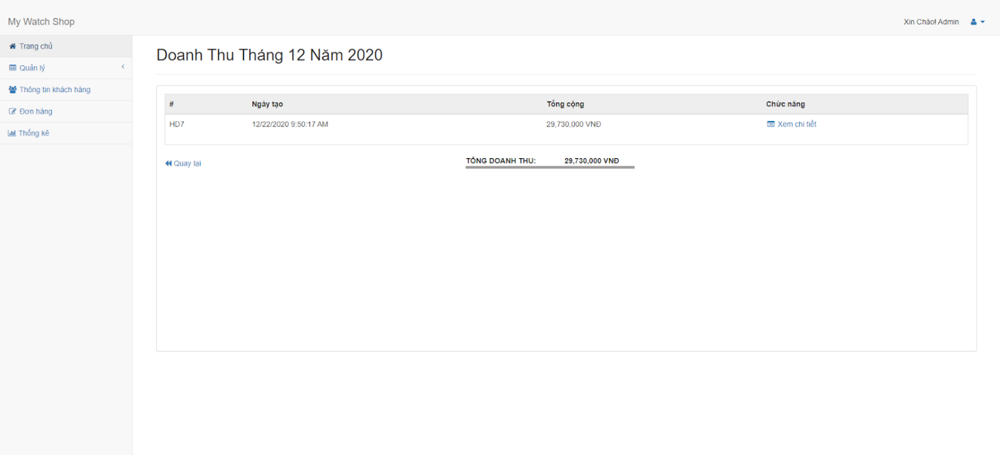 My Watch Shop
Xin Chào! Admin
Trang chủ
Quản lý
Thông tin khách hàng
Đơn hàng
Thống kê
Doanh Thu Tháng 12 Năm 2020
# Ngày tạo Tổng cộng Chức năng
HD7 12/22/2020 9:50:17 AM 29,730,000 VNĐ Xem chi tiết
Quay lại TỔNG DOANH THU: 29,730,000 VNĐ